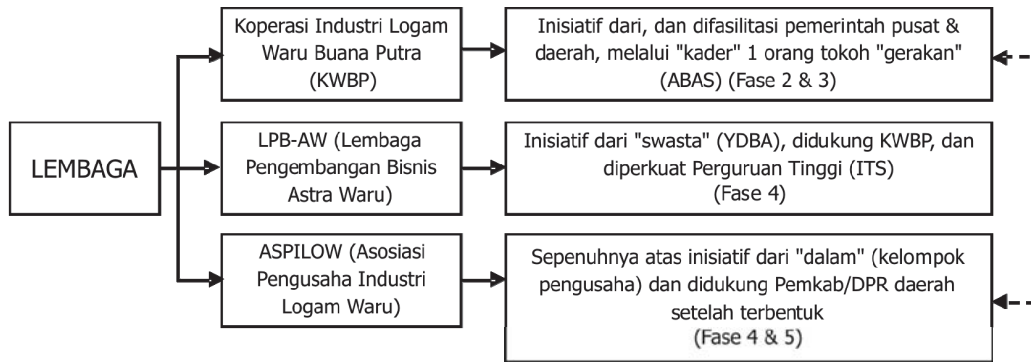 LEMBAGA
Koperasi Industri Logam
Waru Buana Putra
(KWBP)
Inisiatif dari, dan difasilitasi pemerintah pusat &
daerah, melalui "kader" 1 orang tokoh "gerakan"
(ABAS) (Fase 2 & 3)
LPB-AW (Lembaga
Pengembangan Bisnis
Astra Waru)
Inisiatif dari "swasta" (YDBA), didukung KWBP, dan
diperkuat Perguruan Tinggi (ITS)
(Fase 4)
ASPILOW (Asosiasi
Pengusaha Industri
Logam Waru)
Sepenuhnya atas inisiatif dari "dalam" (kelompok
pengusaha) dan didukung Pemkab/DPR daerah
setelah terbentuk
(Fase 4 & 5)